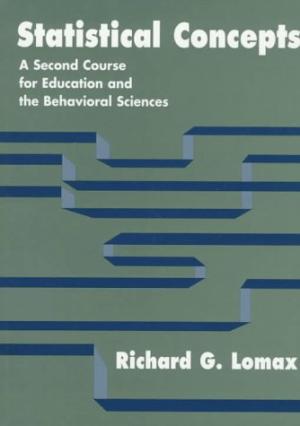 Statistical Concepts
A Second Course
for Education and
the Behavioral Sciences
Richard G. Lomax